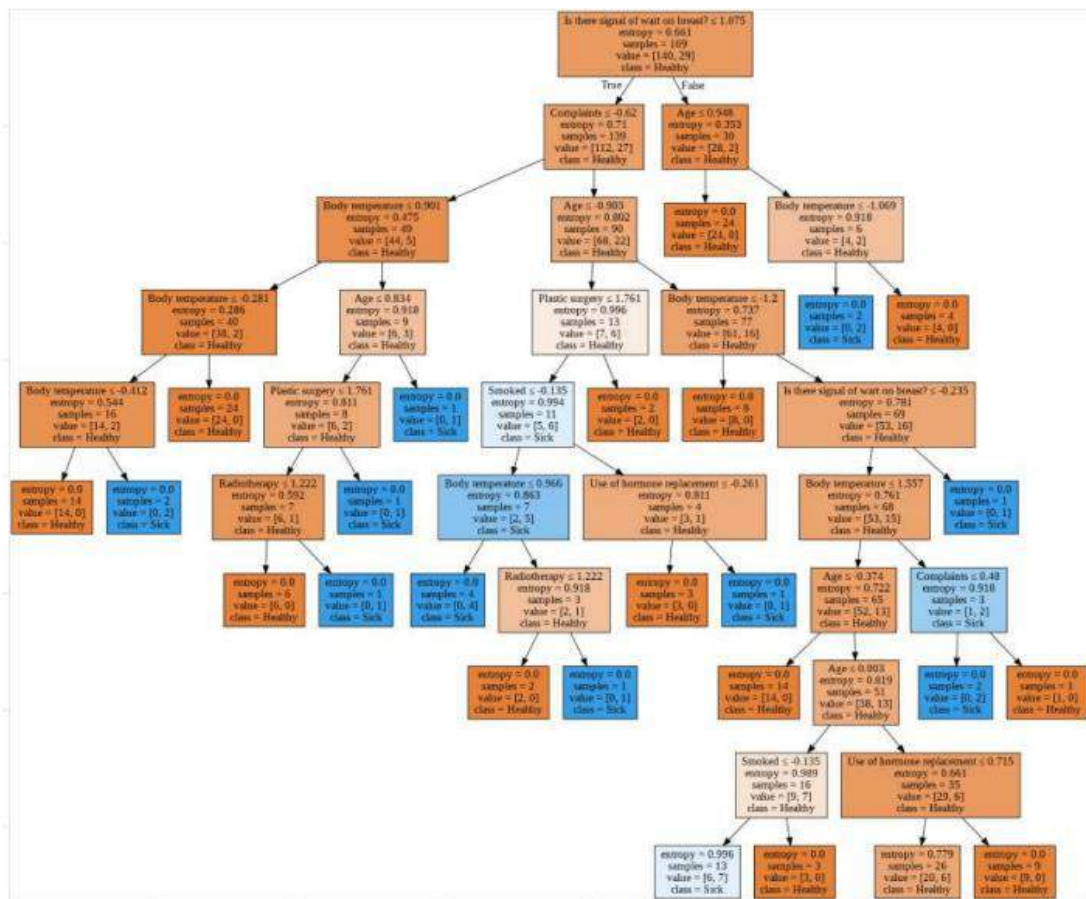 Is there signal of wart on breast? ≤ 1.075
entropy = 0.661
samples = 169
value = [140, 29]
class = Healthy
True
False
Complaints ≤ -0.62
entropy = 0.71
samples = 139
value = [112, 27]
class = Healthy
Age ≤ 0.948
entropy = 0.353
samples = 30
value = [28, 2]
class = Healthy
Body temperature ≤ 0.901
entropy = 0.475
samples = 49
value = [44, 5]
class = Healthy
Age ≤ -0.903
entropy = 0.802
samples = 90
value = [68, 22]
class = Healthy
entropy = 0.0
samples = 24
value = [24, 0]
class = Healthy
Body temperature ≤ -1.069
entropy = 0.918
samples = 6
value = [4, 2]
class = Healthy
Body temperature ≤ -0.281
entropy = 0.286
samples = 40
value = [38, 2]
class = Healthy
Age ≤ 0.834
entropy = 0.918
samples = 9
value = [6, 3]
class = Healthy
Plastic surgery ≤ 1.761
entropy = 0.996
samples = 13
value = [7, 6]
class = Healthy
Body temperature ≤ -1.2
entropy = 0.737
samples = 77
value = [61, 16]
class = Healthy
entropy = 0.0
samples = 2
value = [0, 2]
class = Sick
entropy = 0.0
samples = 4
value = [4, 0]
class = Healthy
Body temperature ≤ -0.412
entropy = 0.544
samples = 16
value = [14, 2]
class = Healthy
entropy = 0.0
samples = 24
value = [24, 0]
class = Healthy
Plastic surgery ≤ 1.761
entropy = 0.811
samples = 8
value = [6, 2]
class = Healthy
entropy = 0.0
samples = 1
value = [0, 1]
class = Sick
Smoked ≤ -0.135
entropy = 0.994
samples = 11
value = [5, 6]
class = Sick
entropy = 0.0
samples = 2
value = [2, 0]
class = Healthy
entropy = 0.0
samples = 8
value = [8, 0]
class = Healthy
Is there signal of wart on breast? ≤ -0.235
entropy = 0.781
samples = 69
value = [53, 16]
class = Healthy
entropy = 0.0
samples = 14
value = [14, 0]
class = Healthy
entropy = 0.0
samples = 2
value = [0, 2]
class = Sick
Radiotherapy ≤ 1.222
entropy = 0.592
samples = 7
value = [6, 1]
class = Healthy
entropy = 0.0
samples = 1
value = [0, 1]
class = Sick
Body temperature ≤ 0.966
entropy = 0.863
samples = 7
value = [2, 5]
class = Sick
Use of hormone replacement ≤ -0.261
entropy = 0.811
samples = 4
value = [3, 1]
class = Healthy
Body temperature ≤ 1.557
entropy = 0.761
samples = 68
value = [53, 15]
class = Healthy
entropy = 0.0
samples = 1
value = [0, 1]
class = Sick
entropy = 0.0
samples = 6
value = [6, 0]
class = Healthy
entropy = 0.0
samples = 1
value = [0, 1]
class = Sick
entropy = 0.0
samples = 4
value = [0, 4]
class = Sick
Radiotherapy ≤ 1.222
entropy = 0.918
samples = 3
value = [2, 1]
class = Healthy
entropy = 0.0
samples = 3
value = [3, 0]
class = Healthy
entropy = 0.0
samples = 1
value = [0, 1]
class = Sick
Age ≤ -0.374
entropy = 0.722
samples = 65
value = [52, 13]
class = Healthy
Complaints ≤ 0.48
entropy = 0.918
samples = 3
value = [1, 2]
class = Sick
entropy = 0.0
samples = 2
value = [2, 0]
class = Healthy
entropy = 0.0
samples = 1
value = [0, 1]
class = Sick
entropy = 0.0
samples = 14
value = [14, 0]
class = Healthy
Age ≤ 0.003
entropy = 0.819
samples = 51
value = [38, 13]
class = Healthy
entropy = 0.0
samples = 2
value = [0, 2]
class = Sick
entropy = 0.0
samples = 1
value = [1, 0]
class = Healthy
Smoked ≤ -0.135
entropy = 0.989
samples = 16
value = [9, 7]
class = Healthy
Use of hormone replacement ≤ 0.715
entropy = 0.661
samples = 35
value = [29, 6]
class = Healthy
entropy = 0.996
samples = 13
value = [6, 7]
class = Sick
entropy = 0.0
samples = 3
value = [3, 0]
class = Healthy
entropy = 0.779
samples = 26
value = [20, 6]
class = Healthy
entropy = 0.0
samples = 9
value = [9, 0]
class = Healthy